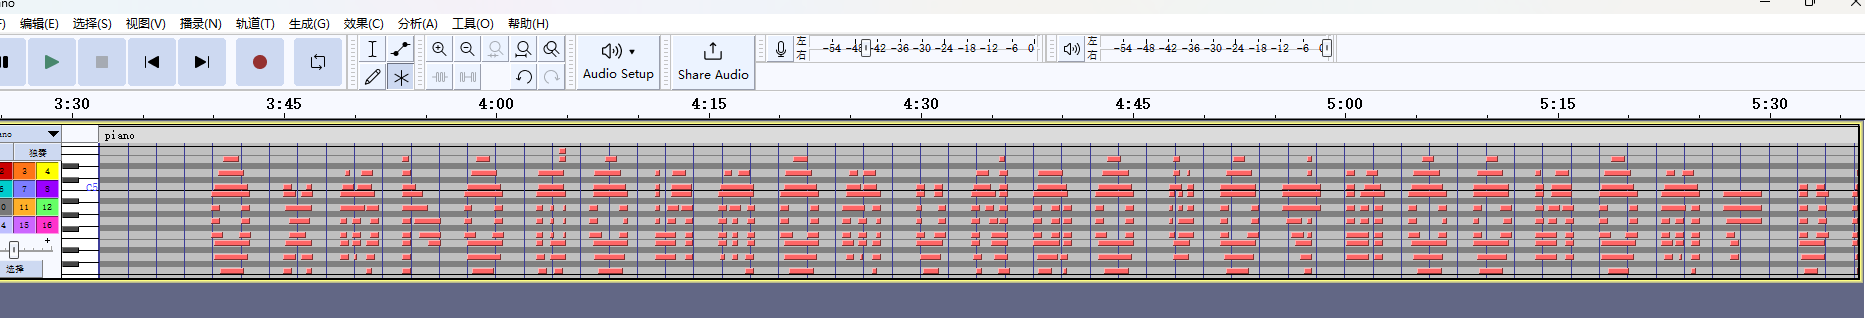 ano
F) 编辑(E) 选择(S) 视图(V) 播录(N) 轨道(T) 生成(G) 效果(C) 分析(A) 工具(O) 帮助(H)
Audio Setup
Share Audio
左 -54 -48 -42 -36 -30 -24 -18 -12 -6 0
右
左 -54 -48 -42 -36 -30 -24 -18 -12 -6 0
右
3:30 3:45 4:00 4:15 4:30 4:45 5:00 5:15 5:30
ano piano
独奏
2 3 4
6 7 8
0 11 12
4 15 16
C5
+
选择